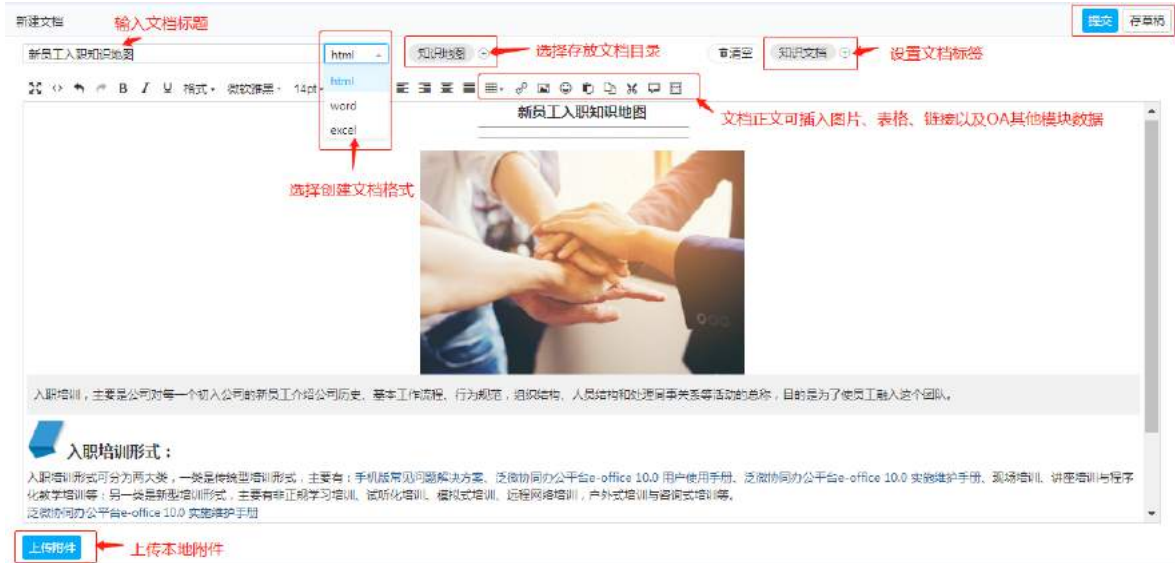 新建文档
输入文档标题
提交
存草稿
新员工入职知识地图
html
知识地图
选择存放文档目录
清空
知识文档
设置文档标签
B I U 格式 微软雅黑 14pt
html
word
excel
新员工入职知识地图
文档正文可插入图片、表格、链接以及OA其他模块数据
选择创建文档格式
入职培训，主要是公司对每一个初入公司的新员工介绍公司历史、基本工作流程、行为规范，组织结构、人员结构和处理同事关系等活动的总称，目的是为了使员工融入这个团队。
入职培训形式：
入职培训形式可分为两大类，一类是传统型培训形式，主要有：手机版常见问题解决方案、泛微协同办公平台e-office 10.0 用户使用手册、泛微协同办公平台e-office 10.0 实施维护手册、现场培训、讲座培训与程序
化教学培训等；另一类是新型培训形式，主要有非正规学习培训、试听化培训、模拟式培训、远程网络培训，户外式培训与咨询式培训等。
泛微协同办公平台e-office 10.0 实施维护手册
上传附件
上传本地附件